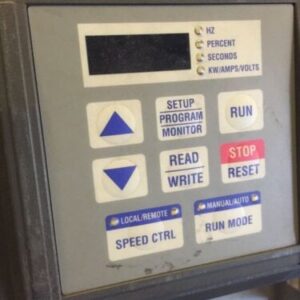 HZ
PERCENT
SECONDS
KW/AMPS/VOLTS
SETUP
PROGRAM
MONITOR
RUN
READ
WRITE
STOP
RESET
LOCAL/REMOTE
SPEED CTRL
MANUAL/AUTO
RUN MODE